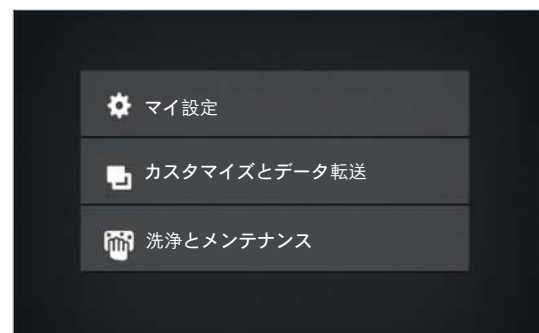 マイ設定
カスタマイズとデータ転送
洗浄とメンテナンス